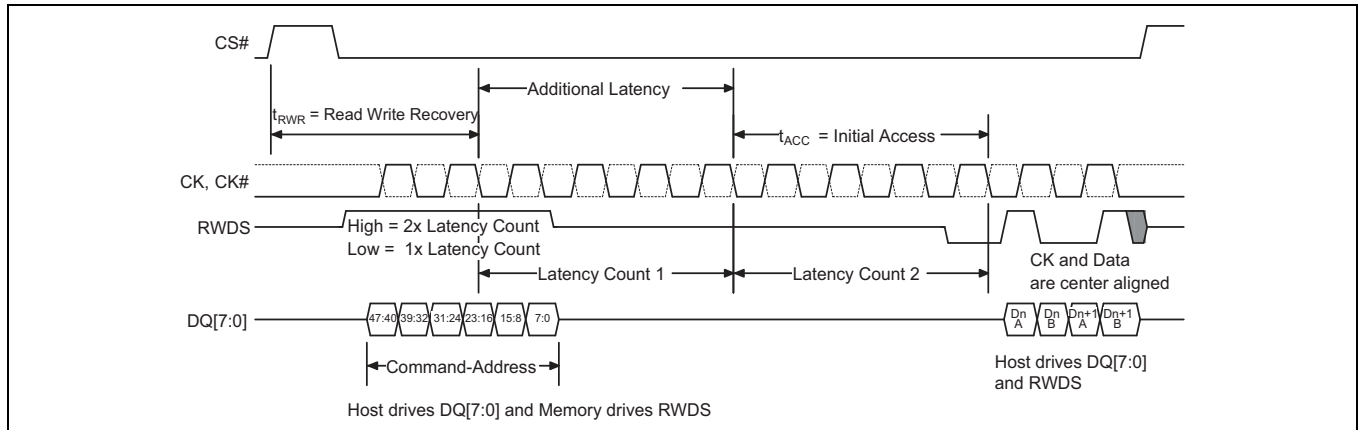 CS#
Additional Latency
tRWR = Read Write Recovery
tACC = Initial Access
CK, CK#
RWDS
High = 2x Latency Count
Low = 1x Latency Count
CK and Data
are center aligned
Latency Count 1
Latency Count 2
DQ[7:0]
47:40 39:32 31:24 23:16 15:8 7:0
Dn A Dn B Dn+1 A Dn+1 B
Command-Address
Host drives DQ[7:0]
and RWDS
Host drives DQ[7:0] and Memory drives RWDS